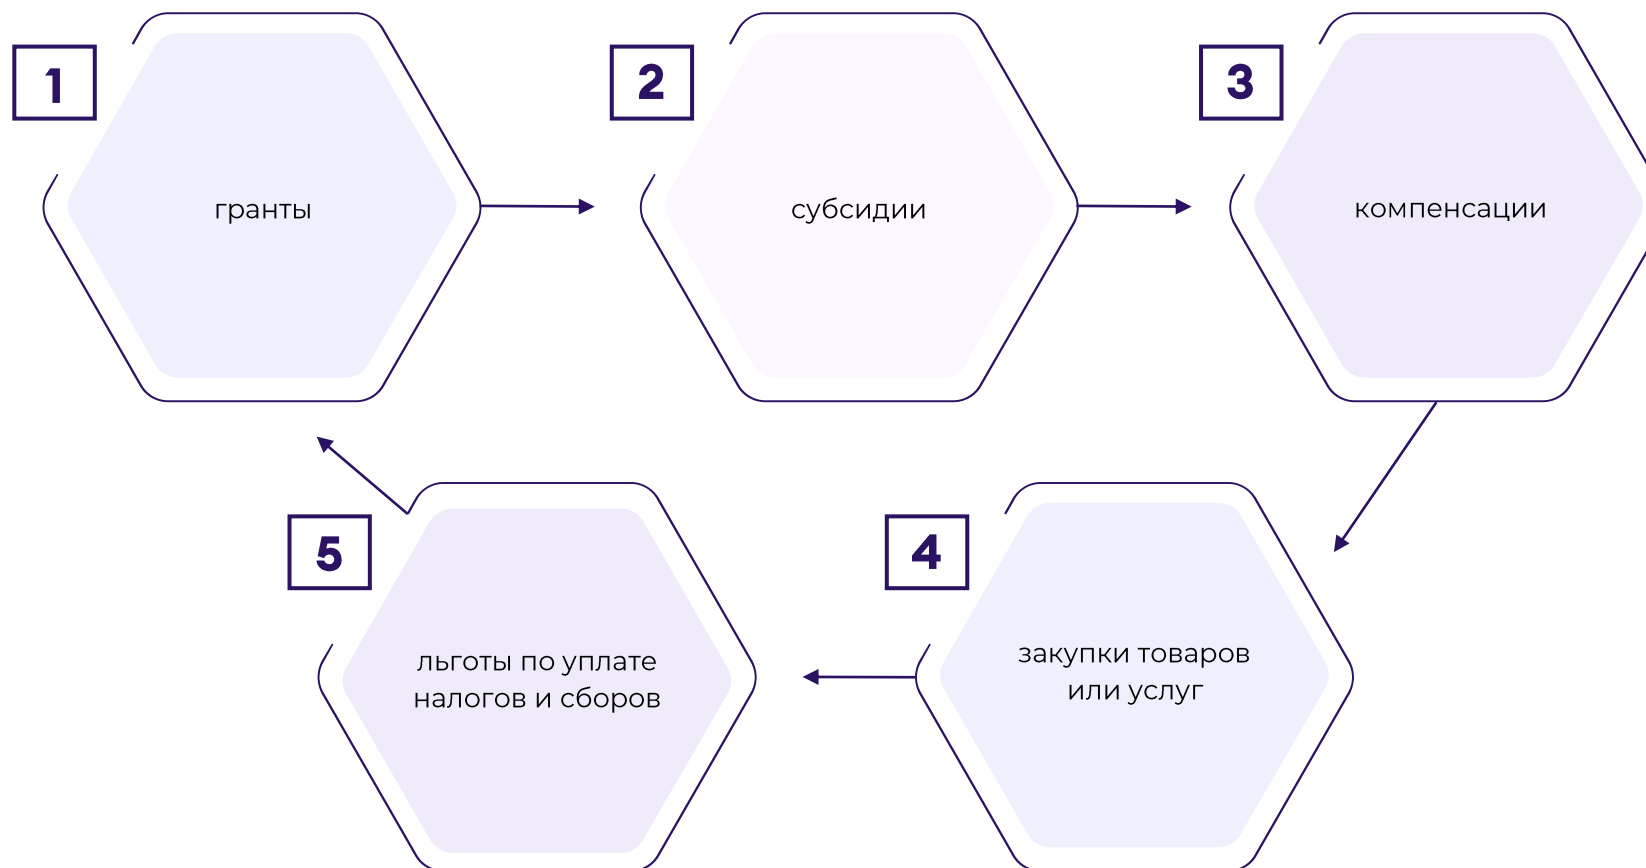 1
гранты
2
субсидии
3
компенсации
4
закупки товаров
или услуг
5
льготы по уплате
налогов и сборов